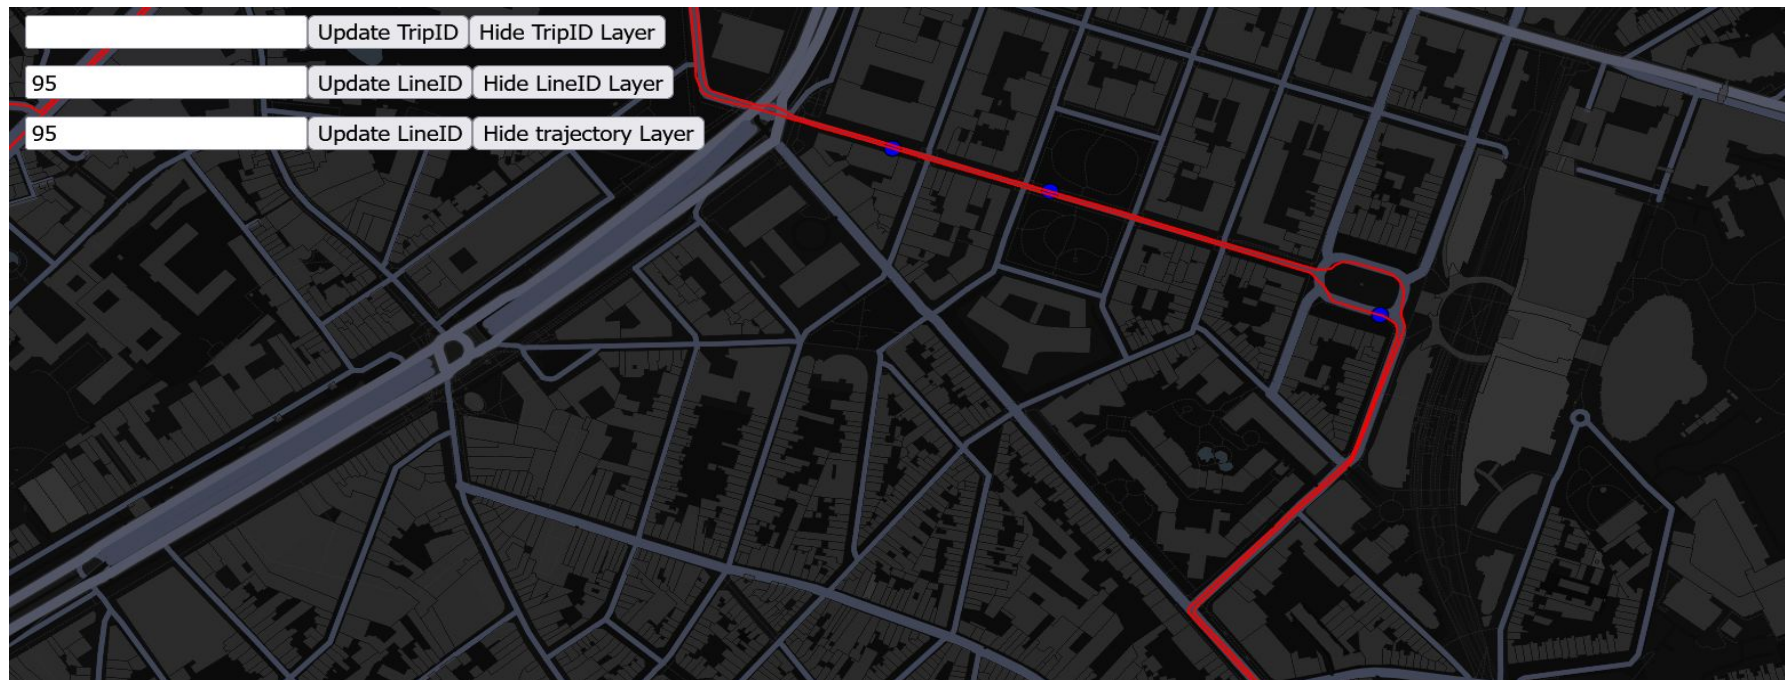 Update TripID Hide TripID Layer
95 Update LineID Hide LineID Layer
95 Update LineID Hide trajectory Layer